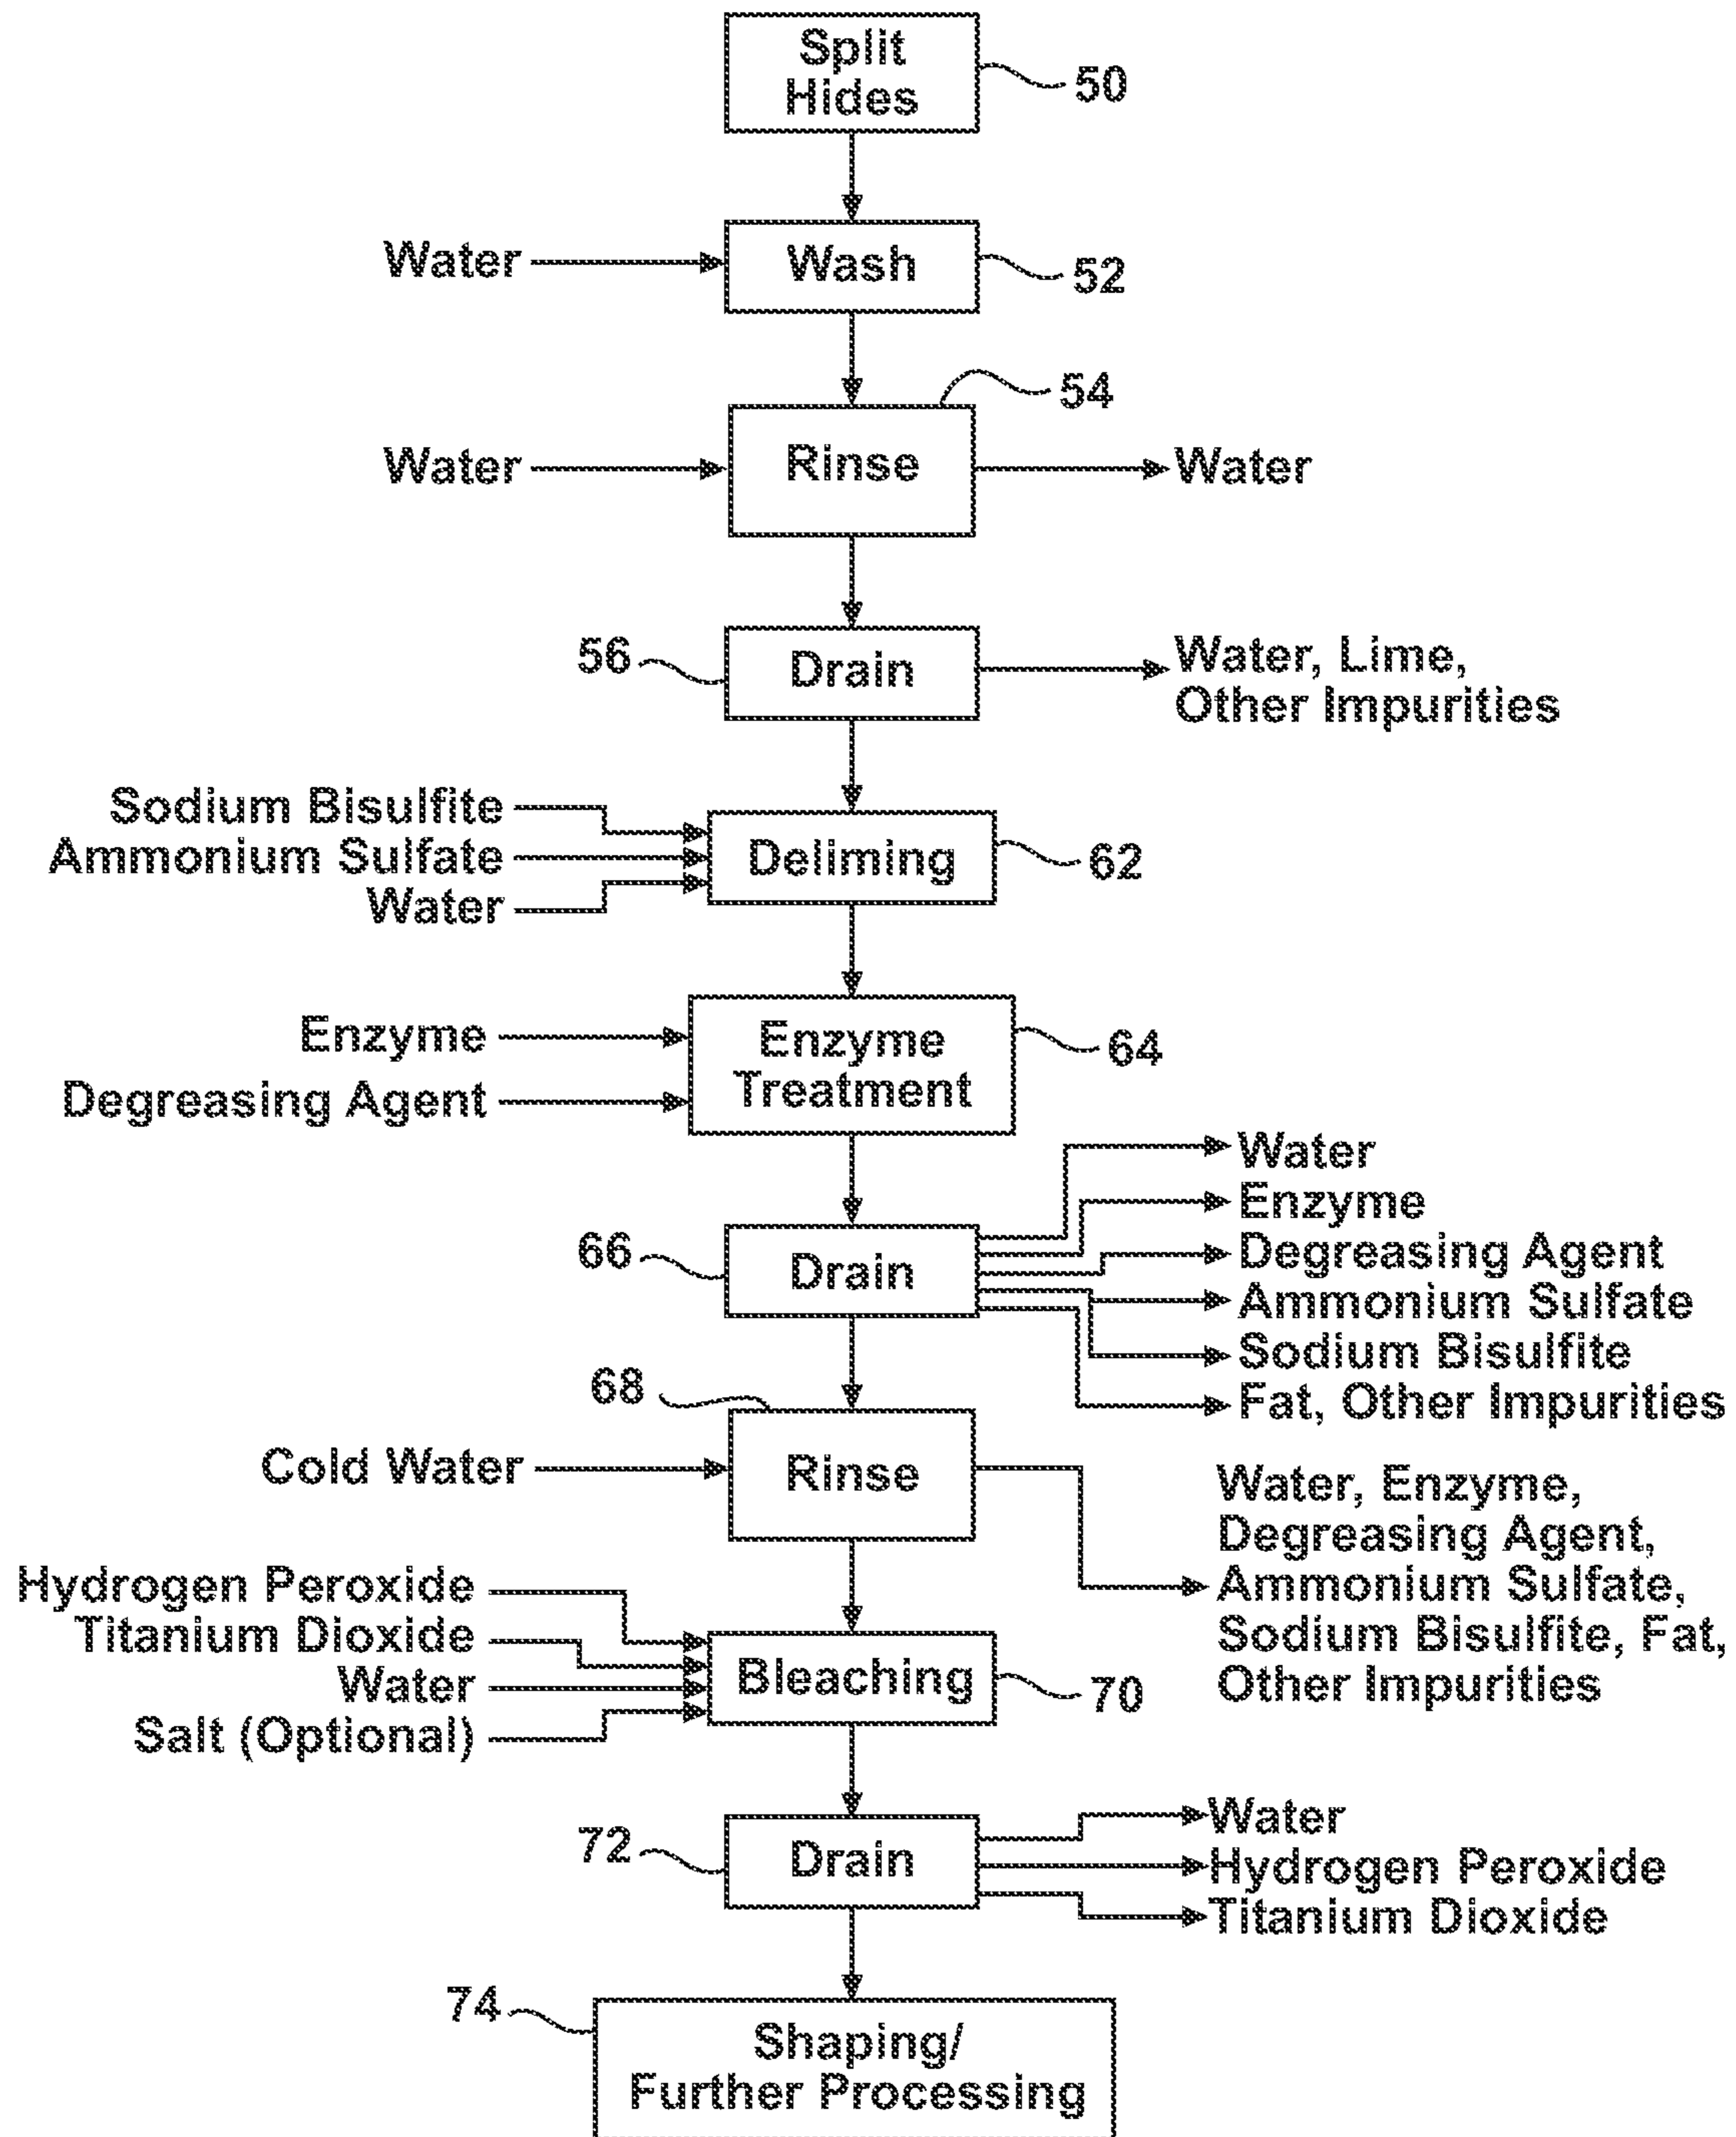 Split
Hides
50
Water
Wash
52
54
Water
Rinse
Water
56
Drain
Water, Lime,
Other Impurities
Sodium Bisulfite
Ammonium Sulfate
Water
Deliming
62
Enzyme
Degreasing Agent
Enzyme
Treatment
64
66
Drain
Water
Enzyme
Degreasing Agent
Ammonium Sulfate
Sodium Bisulfite
Fat, Other Impurities
68
Cold Water
Rinse
Water, Enzyme,
Degreasing Agent,
Ammonium Sulfate,
Sodium Bisulfite, Fat,
Other Impurities
Hydrogen Peroxide
Titanium Dioxide
Water
Salt (Optional)
Bleaching
70
72
Drain
Water
Hydrogen Peroxide
Titanium Dioxide
74
Shaping/
Further Processing